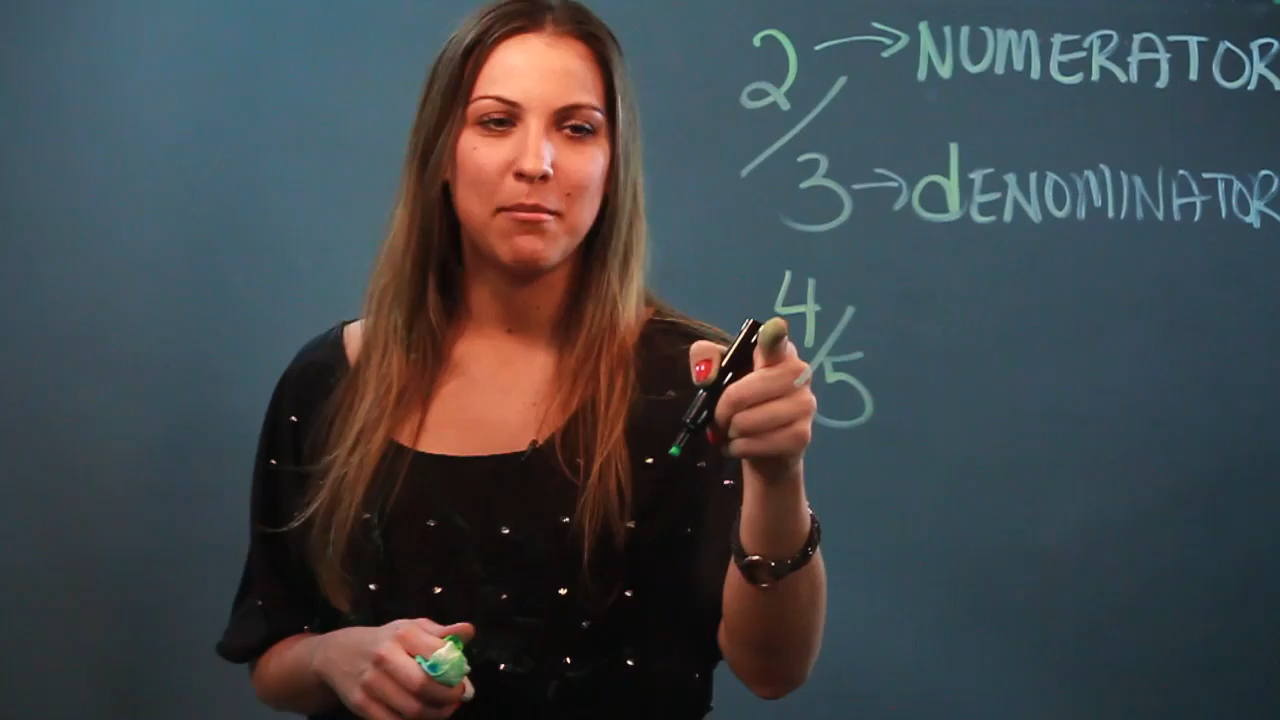 2/3
→ NUMERATOR
→ dENOMINATOR
4/5